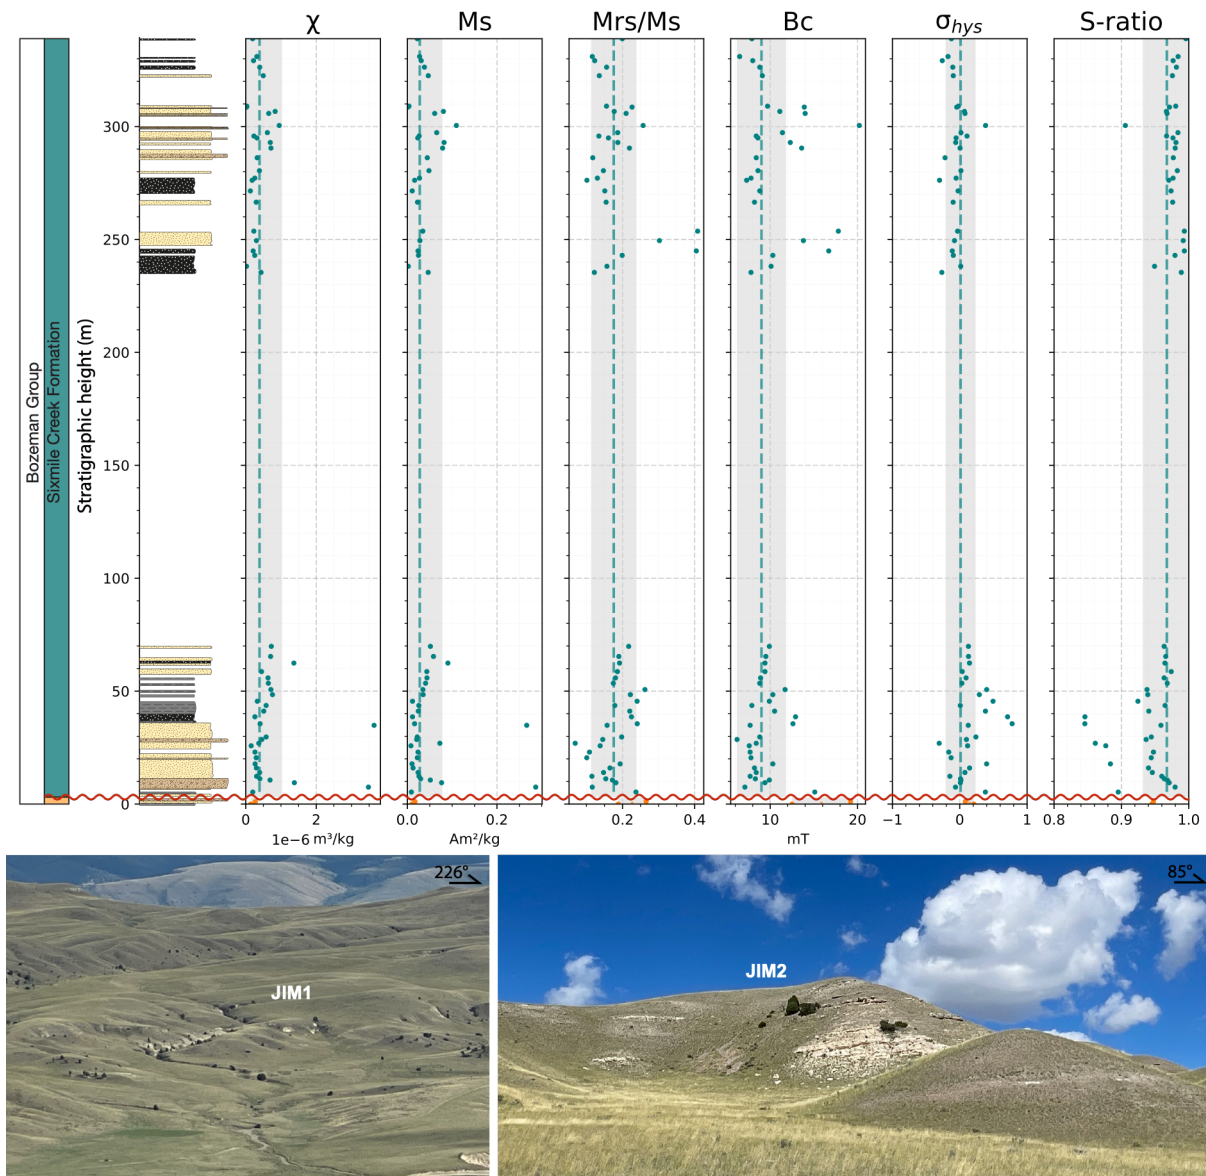 χ Ms Mrs/Ms Bc σhys S-ratio
Bozeman Group
Sixmile Creek Formation
Stratigraphic height (m)
300
250
200
150
100
50
0
0 2
0.0 0.2
0.2 0.4
10 20
−1 0 1
0.8 0.9 1.0
1e−6 m³/kg
Am²/kg
mT
226°
JIM1
85°
JIM2